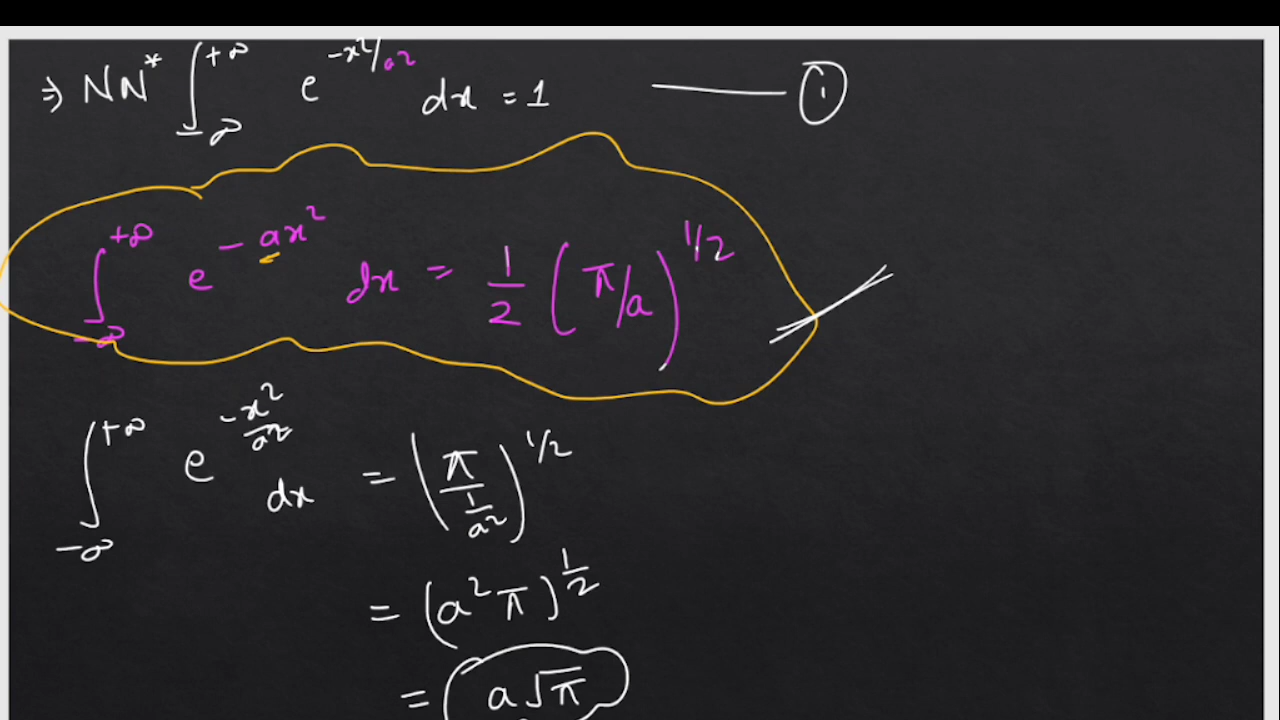 ⇒ NN* ∫_{-∞}^{+∞} e^{-x²/a²} dx = 1 ——— ①
∫_{-∞}^{+∞} e^{-ax²} dx = 1/2 (π/a)^{1/2}
∫_{-∞}^{+∞} e^{-x²/a²} dx = (π/(1/a²))^{1/2}
= (a²π)^{1/2}
= a√π